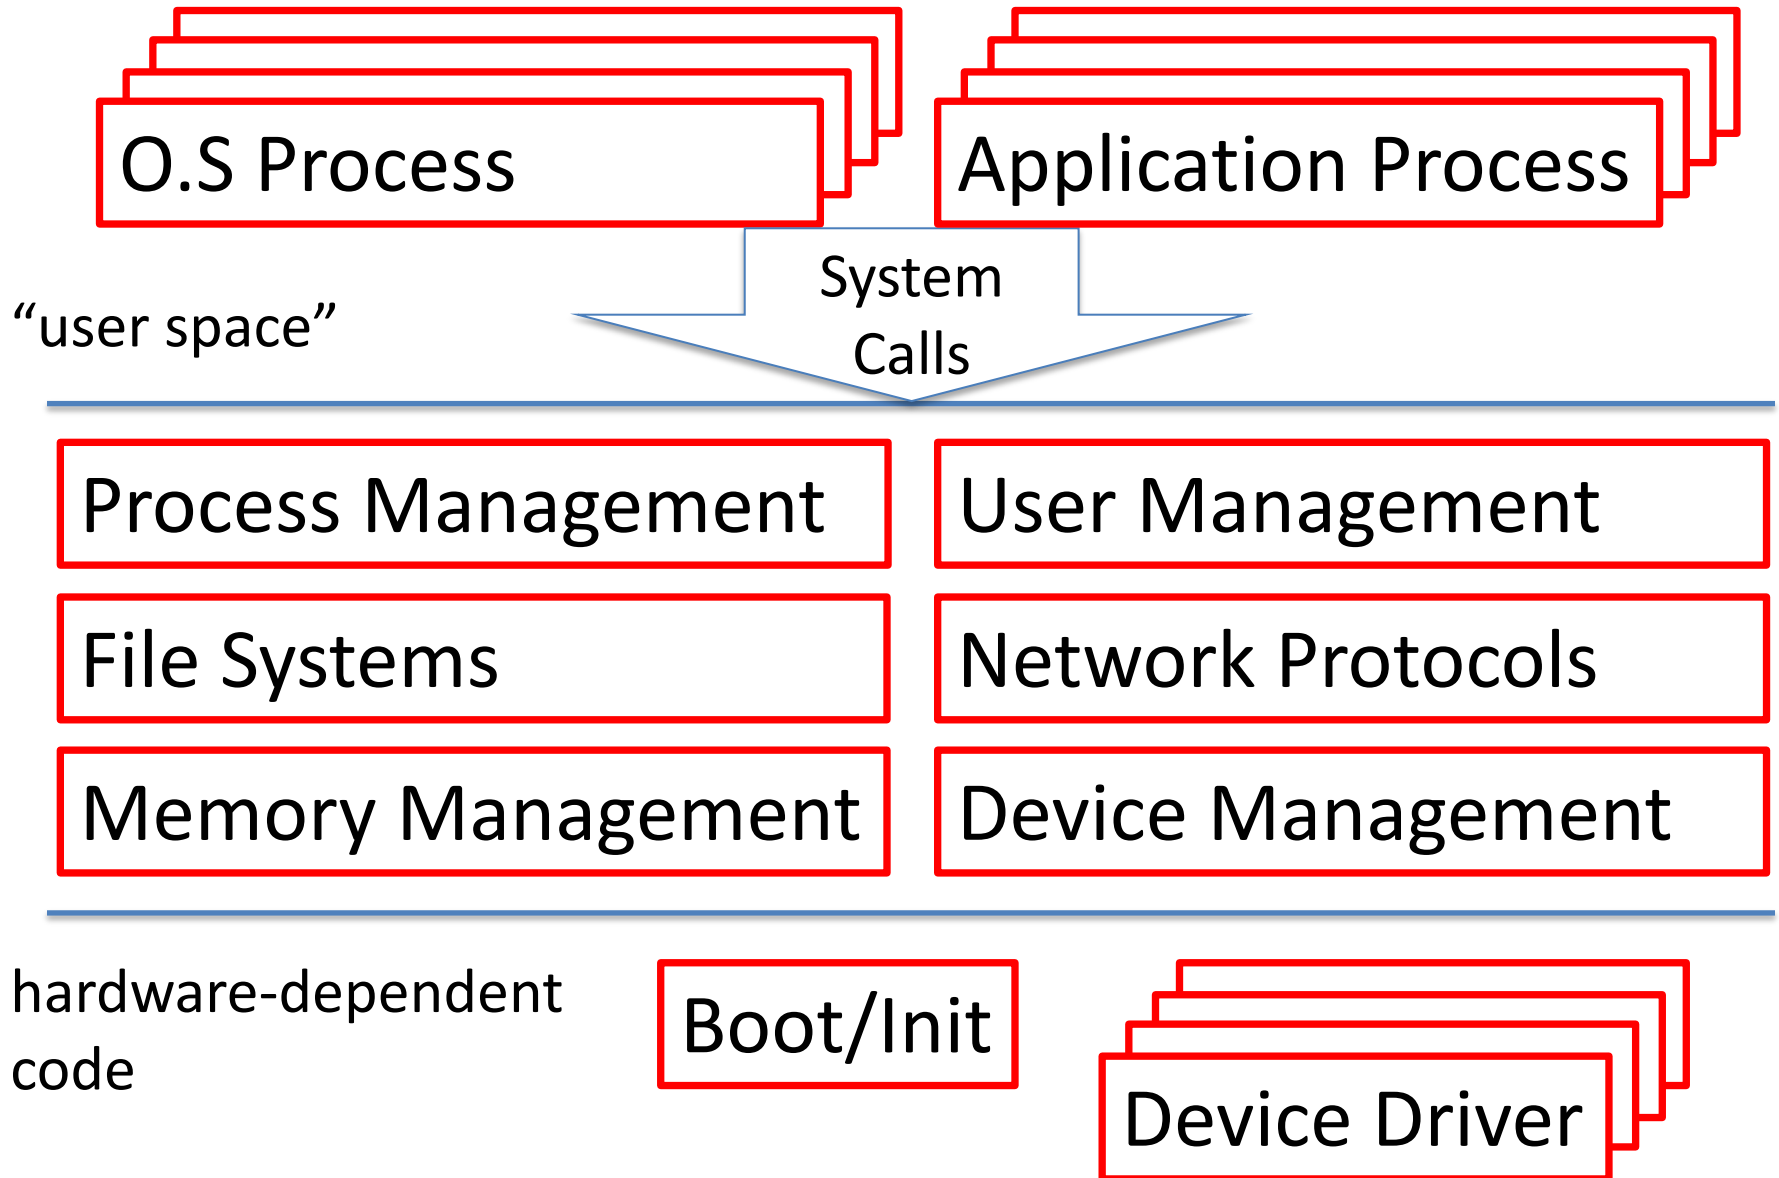 O.S Process
Application Process
System
Calls
“user space”
Process Management
User Management
File Systems
Network Protocols
Memory Management
Device Management
hardware-dependent
code
Boot/Init
Device Driver